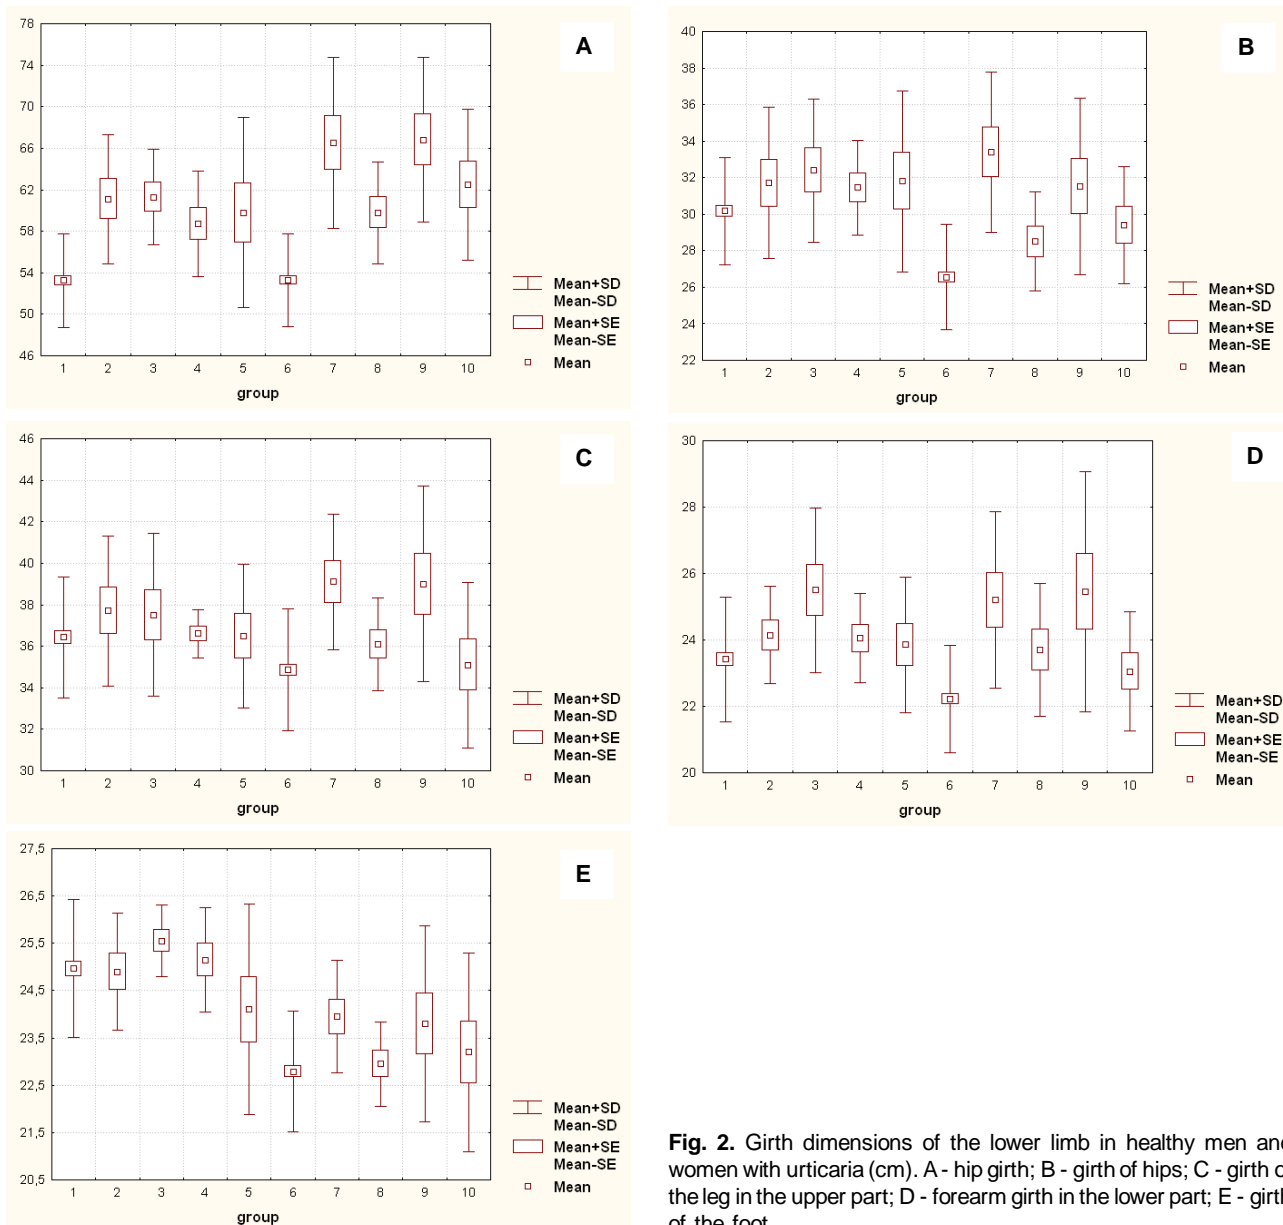 A
78
74
70
66
62
58
54
50
46
1 2 3 4 5 6 7 8 9 10
group
Mean+SD
Mean-SD
Mean+SE
Mean-SE
Mean
B
40
38
36
34
32
30
28
26
24
22
1 2 3 4 5 6 7 8 9 10
group
Mean+SD
Mean-SD
Mean+SE
Mean-SE
Mean
C
46
44
42
40
38
36
34
32
30
1 2 3 4 5 6 7 8 9 10
group
Mean+SD
Mean-SD
Mean+SE
Mean-SE
Mean
D
30
28
26
24
22
20
1 2 3 4 5 6 7 8 9 10
group
Mean+SD
Mean-SD
Mean+SE
Mean-SE
Mean
E
27,5
26,5
25,5
24,5
23,5
22,5
21,5
20,5
1 2 3 4 5 6 7 8 9 10
group
Mean+SD
Mean-SD
Mean+SE
Mean-SE
Mean
Fig. 2. Girth dimensions of the lower limb in healthy men and
women with urticaria (cm). A - hip girth; B - girth of hips; C - girth
the leg in the upper part; D - forearm girth in the lower part; E -
of the foot